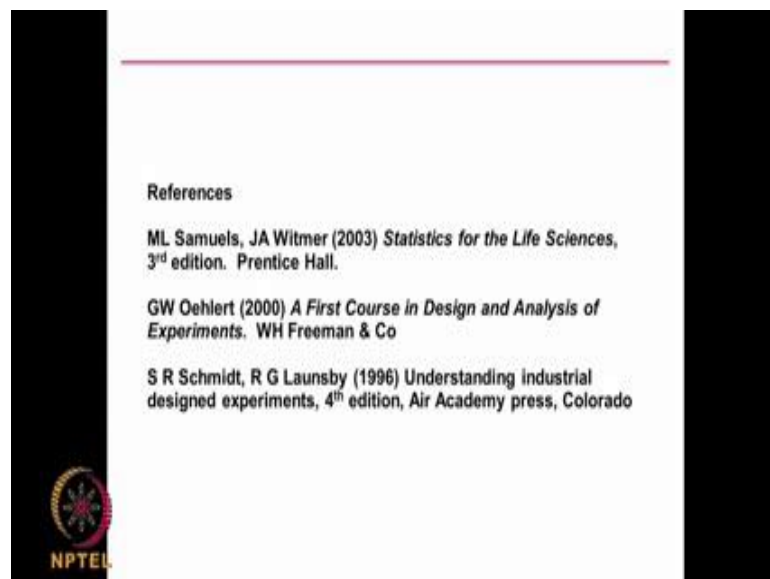 References
ML Samuels, JA Witmer (2003) Statistics for the Life Sciences,
3rd edition. Prentice Hall.
GW Oehlert (2000) A First Course in Design and Analysis of
Experiments. WH Freeman & Co
S R Schmidt, R G Launsby (1996) Understanding industrial
designed experiments, 4th edition, Air Academy press, Colorado
NPTEL